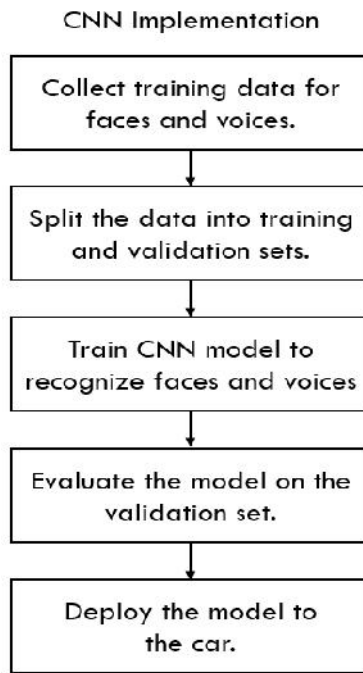 CNN Implementation
Collect training data for
faces and voices.
Split the data into training
and validation sets.
Train CNN model to
recognize faces and voices
Evaluate the model on the
validation set.
Deploy the model to
the car.